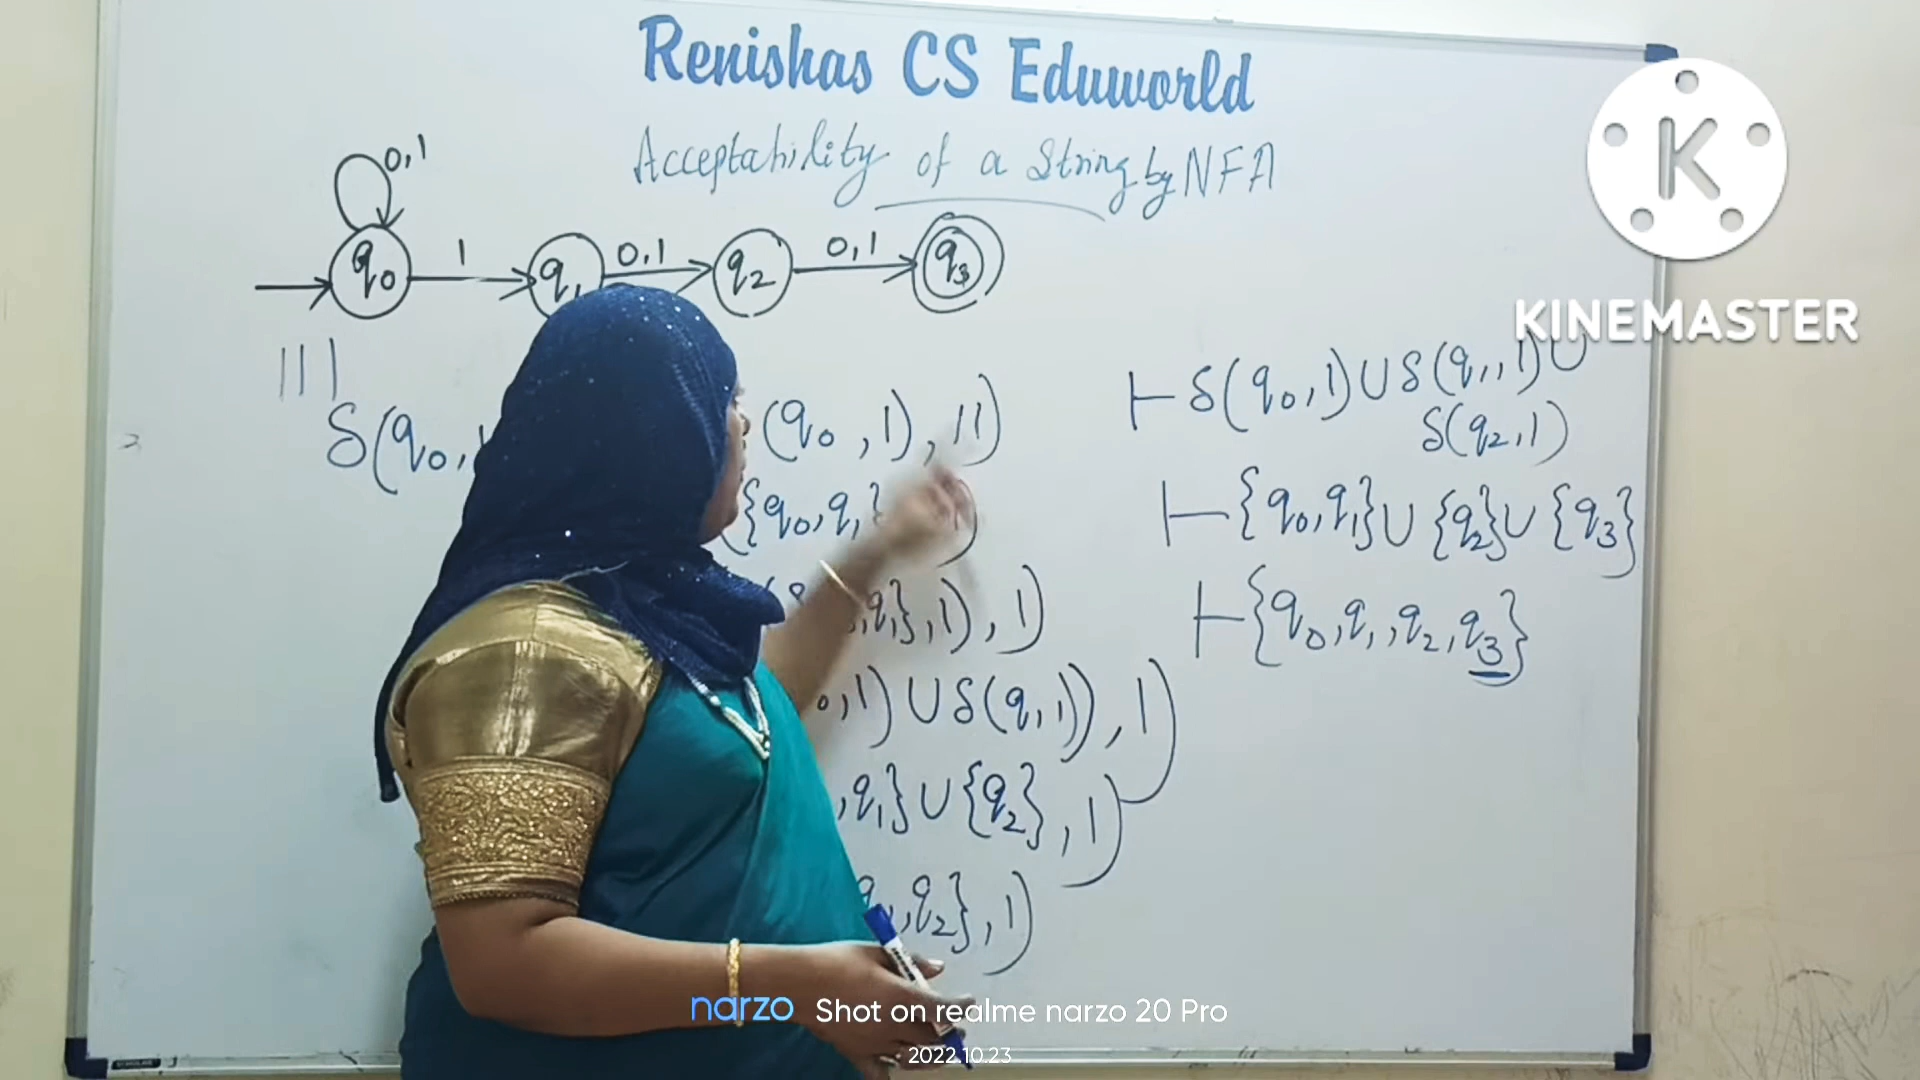 Renishas CS Eduworld
Acceptability of a String by NFA
0,1
q0 1 q1 0,1 q2 0,1 q3
111
δ(q0,1 (q0,1),11)
({q0,q1} 1)
q1},1),1)
0,1)∪δ(q1,1)),1)
,q1}∪{q2},1)
q1,q2},1)
⊢δ(q0,1)∪δ(q1,1)∪
δ(q2,1)
⊢{q0,q1}∪{q2}∪{q3}
⊢{q0,q1,q2,q3}
K
KINEMASTER
narzo Shot on realme narzo 20 Pro
2022.10.23